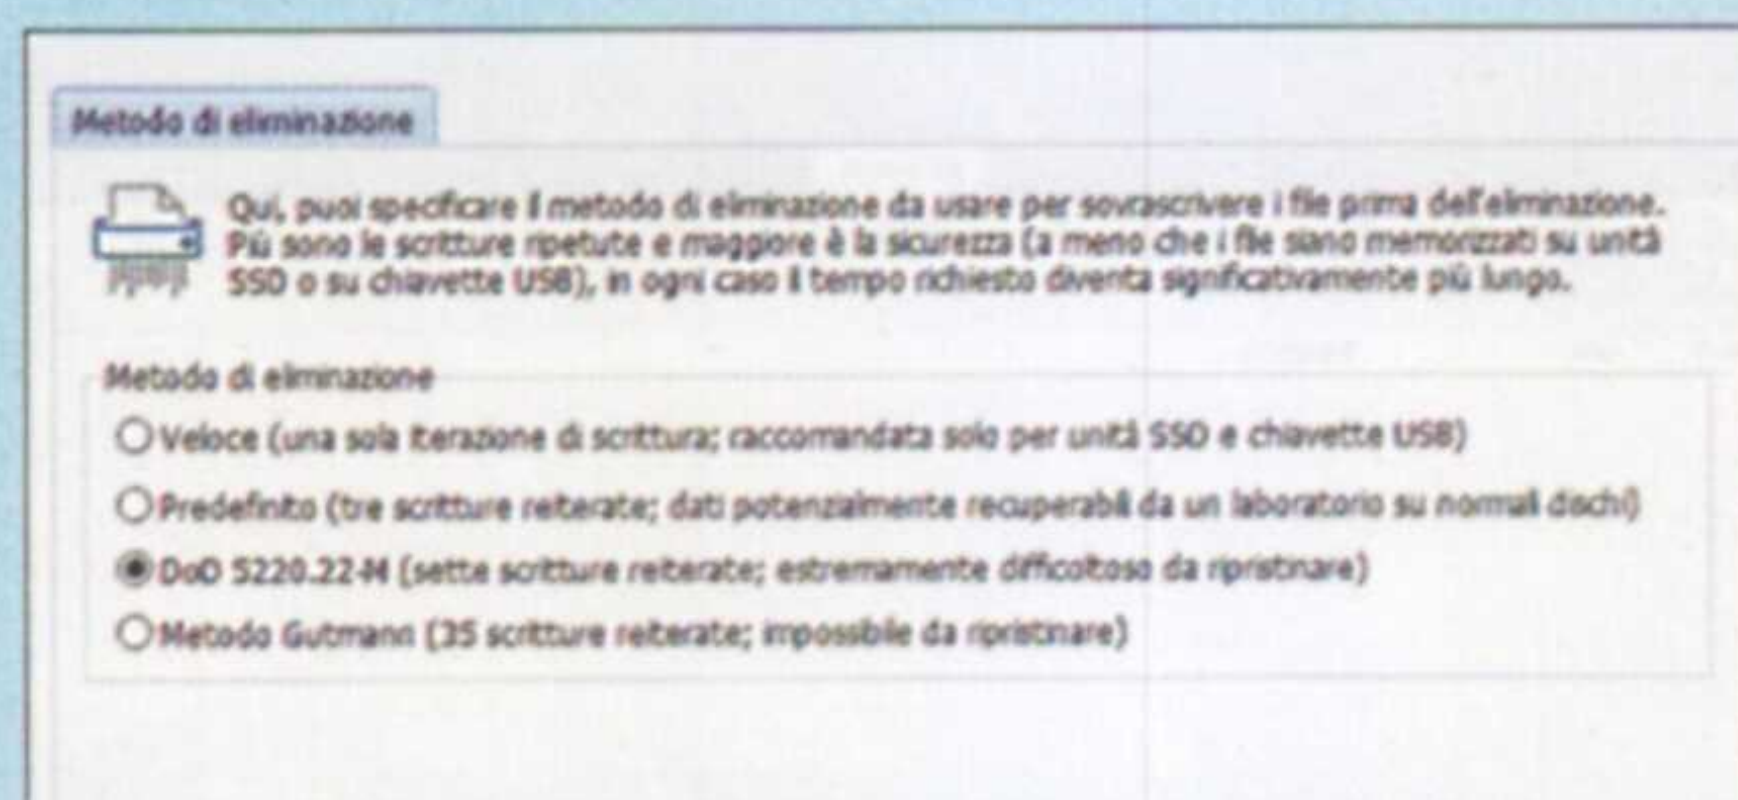 Metodo di eliminazione
Qui, puoi specificare il metodo di eliminazione da usare per sovrascrivere i file prima dell'eliminazione.
Più sono le scritture ripetute e maggiore è la sicurezza (a meno che i file siano memorizzati su unità
SSD o su chiavette USB), in ogni caso il tempo richiesto diventa significativamente più lungo.
Metodo di eliminazione
Veloce (una sola iterazione di scrittura; raccomandata solo per unità SSD e chiavette USB)
Predefinito (tre scritture reiterate; dati potenzialmente recuperabili da un laboratorio su normali dischi)
DoD 5220.22-M (sette scritture reiterate; estremamente difficoltoso da ripristinare)
Metodo Gutmann (35 scritture reiterate; impossibile da ripristinare)